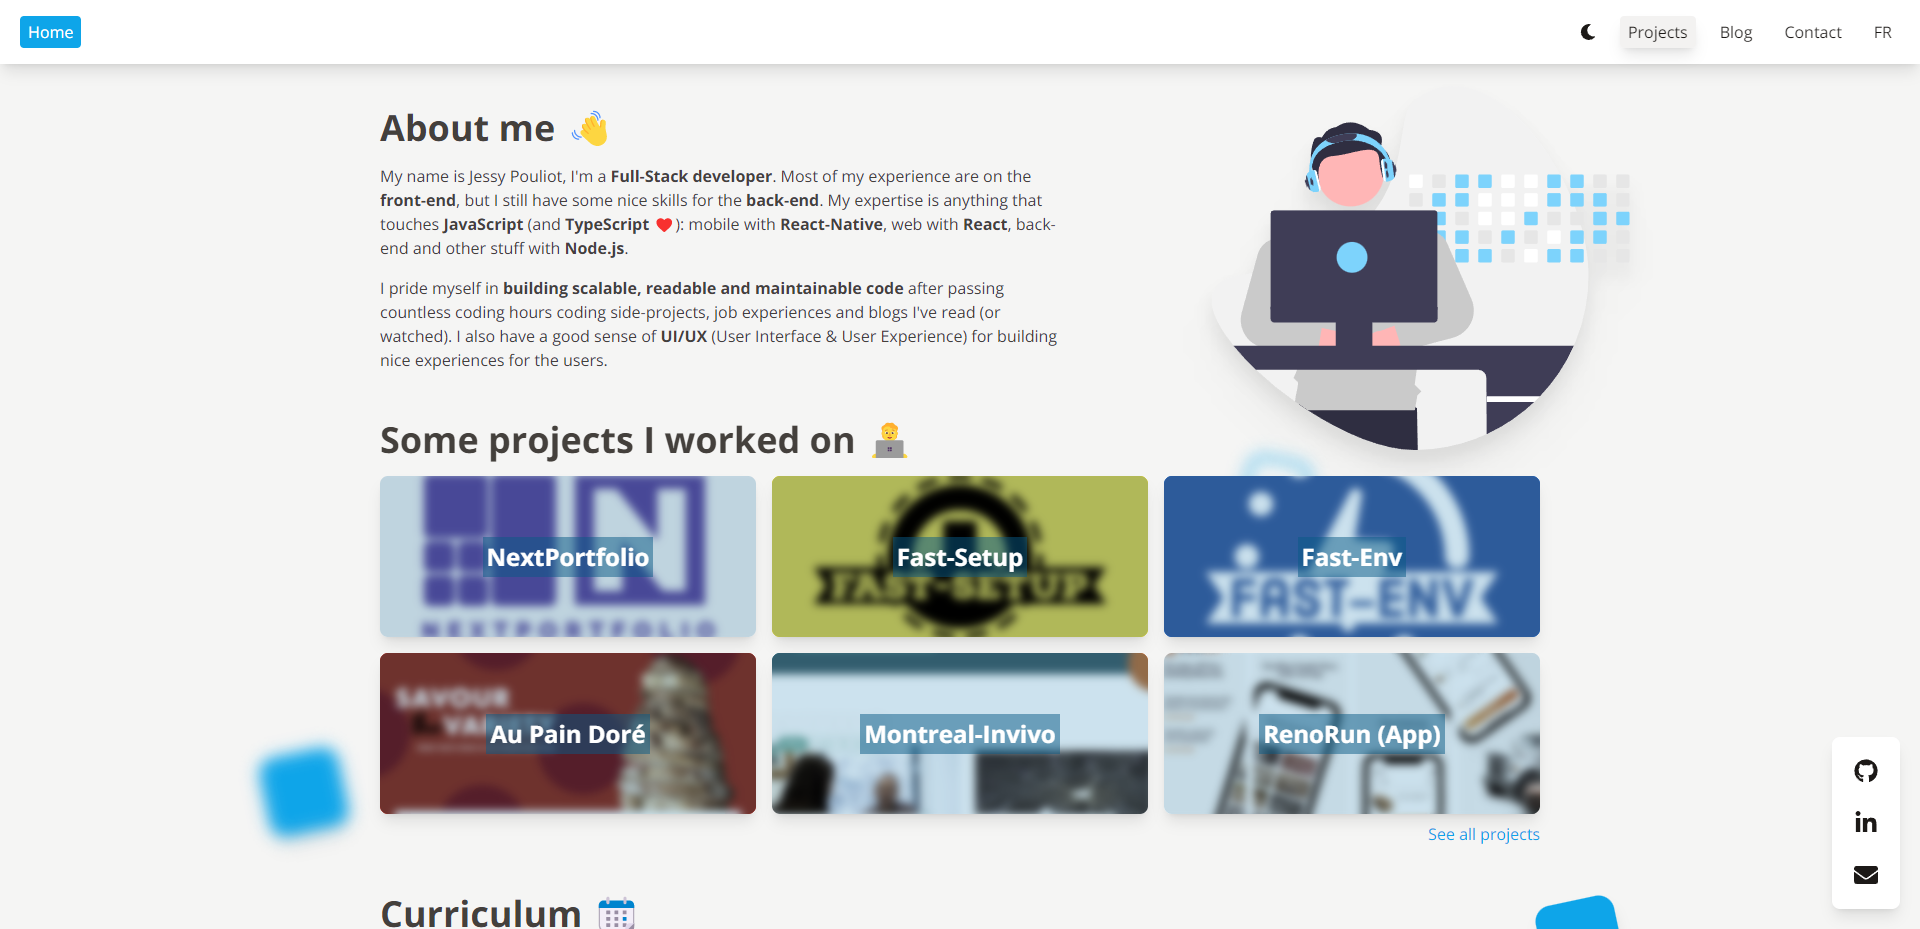 Home
Projects
Blog
Contact
FR
About me
My name is Jessy Pouliot, I'm a Full-Stack developer. Most of my experience are on the
front-end, but I still have some nice skills for the back-end. My expertise is anything that
touches JavaScript (and TypeScript ❤️): mobile with React-Native, web with React, back-
end and other stuff with Node.js.
I pride myself in building scalable, readable and maintainable code after passing
countless coding hours coding side-projects, job experiences and blogs I've read (or
watched). I also have a good sense of UI/UX (User Interface & User Experience) for building
nice experiences for the users.
Some projects I worked on
NextPortfolio
NEXTPORTFOLIO
Fast-Setup
FAST-SETUP
Fast-Env
FAST-ENV
SAVOUR
Au Pain Doré
Montreal-Invivo
RenoRun (App)
See all projects
Curriculum